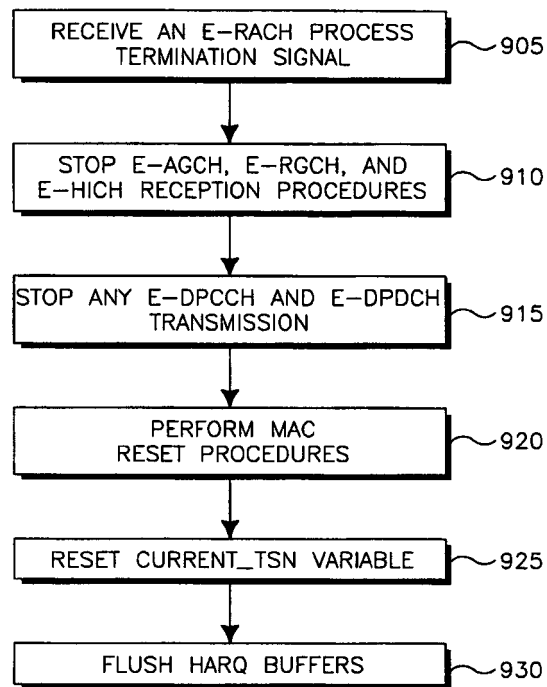 RECEIVE AN E-RACH PROCESS
TERMINATION SIGNAL
905
STOP E-AGCH, E-RGCH, AND
E-HICH RECEPTION PROCEDURES
910
STOP ANY E-DPCCH AND E-DPDCH
TRANSMISSION
915
PERFORM MAC
RESET PROCEDURES
920
RESET CURRENT_TSN VARIABLE
925
FLUSH HARQ BUFFERS
930